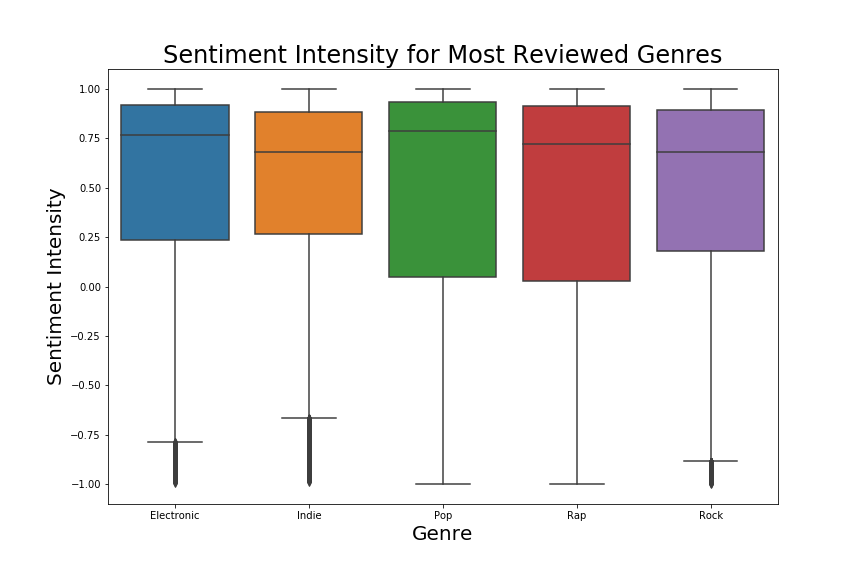 Sentiment Intensity for Most Reviewed Genres
Sentiment Intensity
1.00
0.75
0.50
0.25
0.00
−0.25
−0.50
−0.75
−1.00
Electronic Indie Pop Rap Rock
Genre